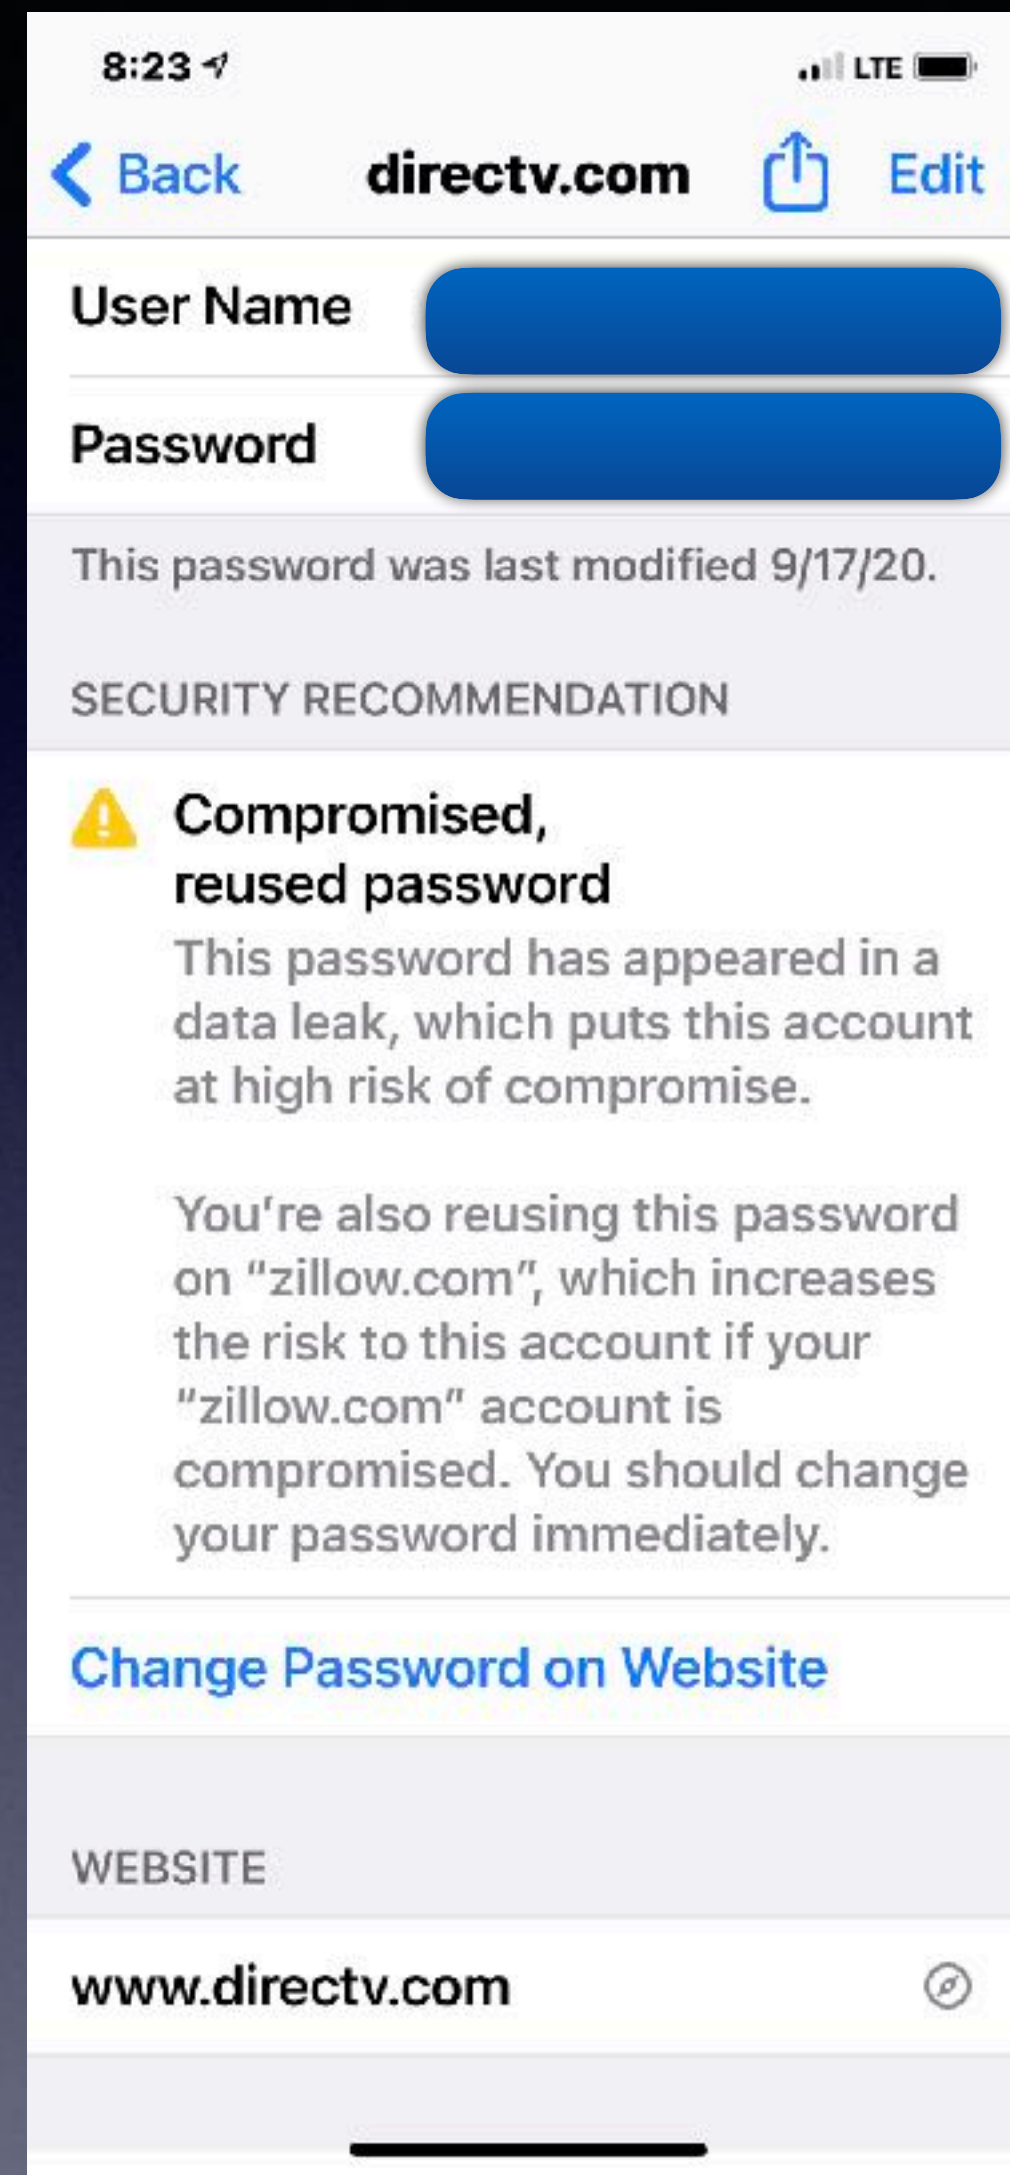 8:23
LTE
Back directv.com Edit
User Name
Password
This password was last modified 9/17/20.
SECURITY RECOMMENDATION
Compromised,
reused password
This password has appeared in a
data leak, which puts this account
at high risk of compromise.
You're also reusing this password
on “zillow.com”, which increases
the risk to this account if your
“zillow.com” account is
compromised. You should change
your password immediately.
Change Password on Website
WEBSITE
www.directv.com